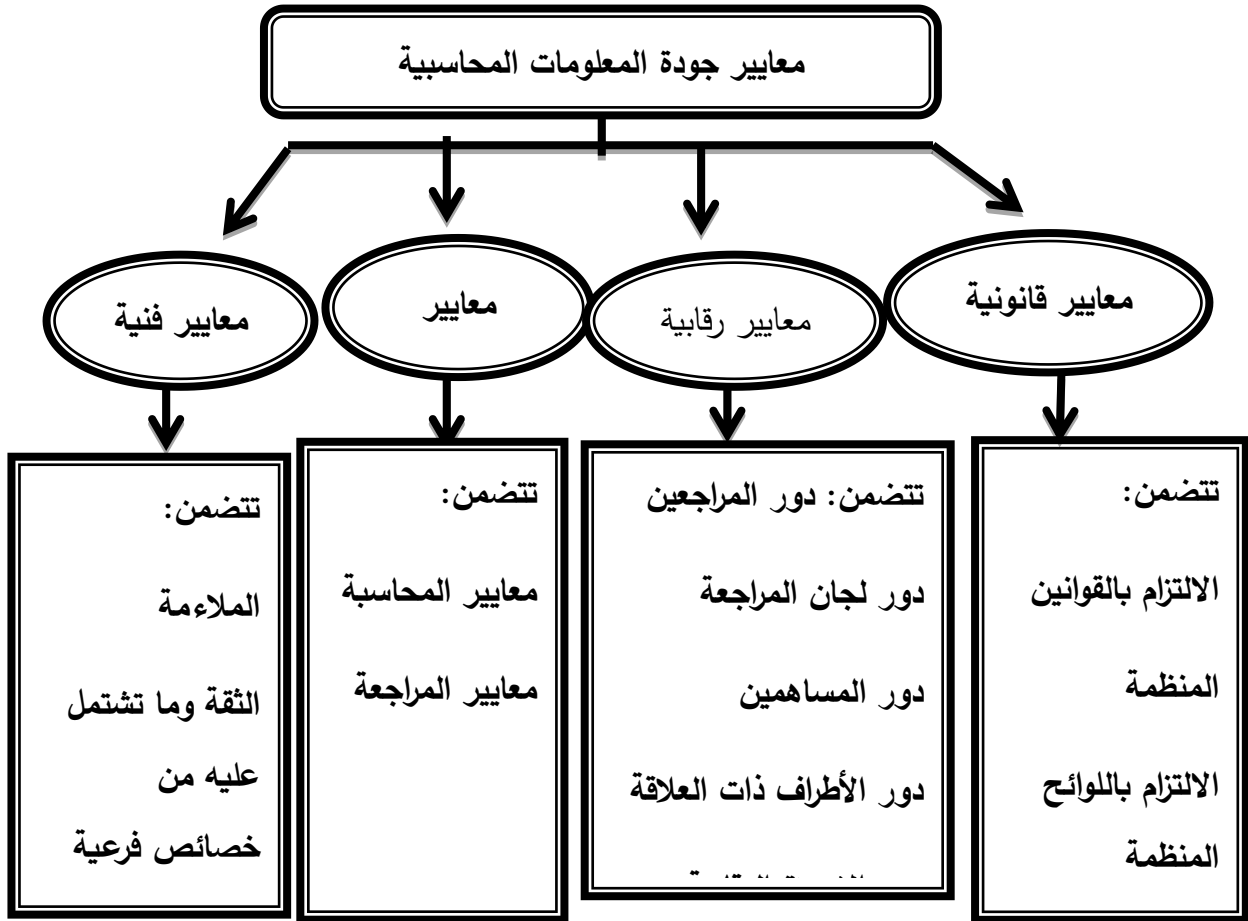 معايير جودة المعلومات المحاسبية
معايير قانونية
معايير رقابية
معايير
معايير فنية
تتضمن:
الالتزام بالقوانين
المنظمة
الالتزام باللوائح
المنظمة
تتضمن: دور المراجعين
دور لجان المراجعة
دور المساهمين
دور الأطراف ذات العلاقة
تتضمن:
معايير المحاسبة
معايير المراجعة
تتضمن:
الملاءمة
الثقة وما تشتمل
عليه من
خصائص فرعية